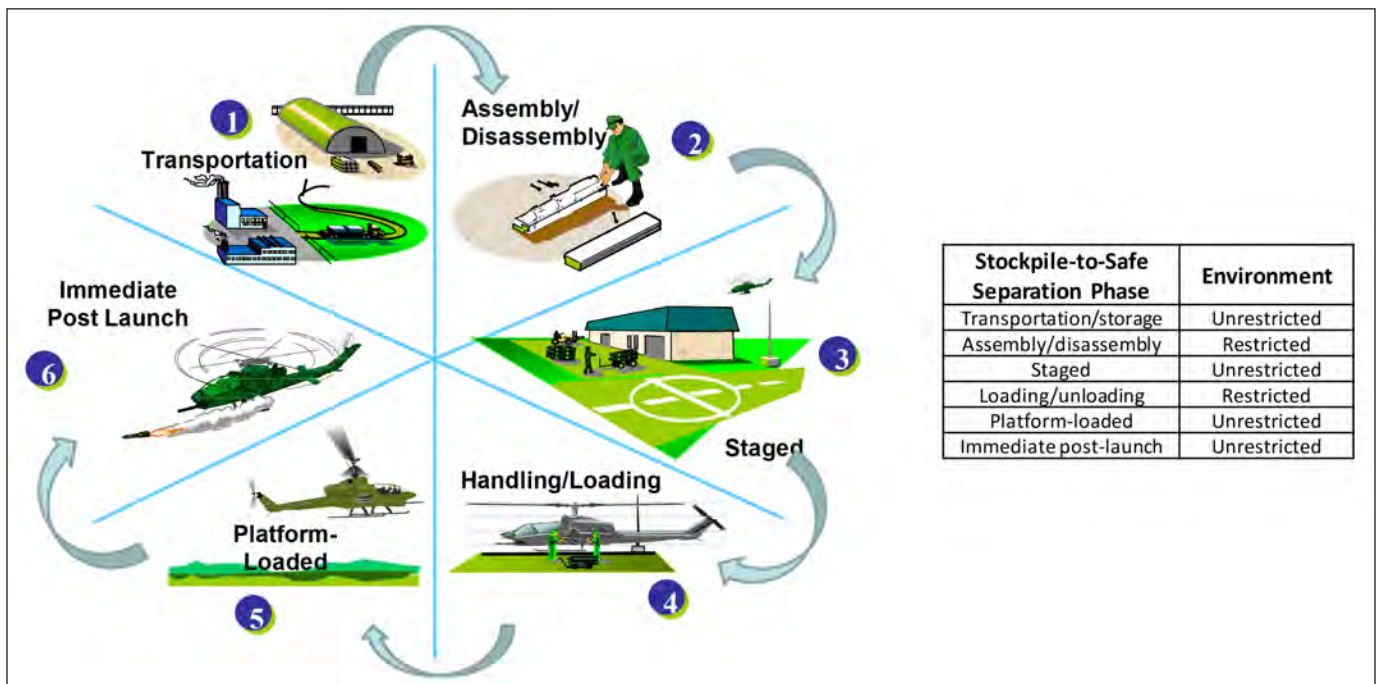 1
Transportation
Assembly/
Disassembly
2
3
Staged
Handling/Loading
4
Platform-
Loaded
5
Immediate
Post Launch
6
Stockpile-to-Safe Separation Phase Environment
Transportation/storage Unrestricted
Assembly/disassembly Restricted
Staged Unrestricted
Loading/unloading Restricted
Platform-loaded Unrestricted
Immediate post-launch Unrestricted